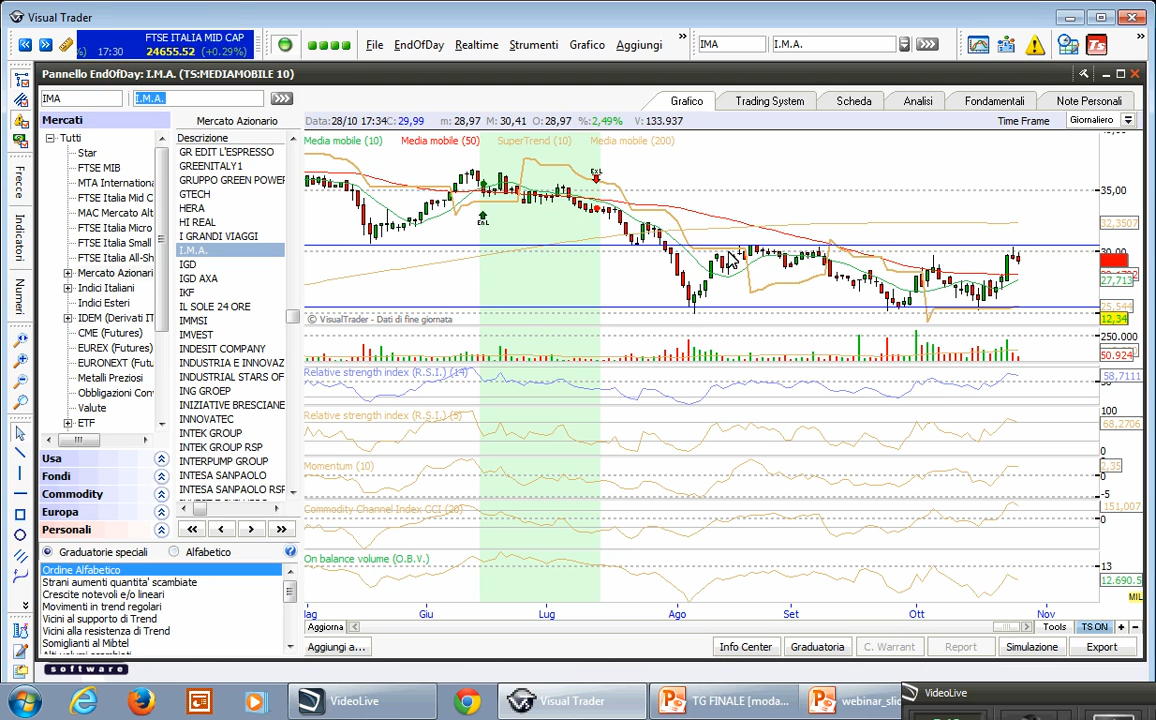 Visual Trader
17:30
FTSE ITALIA MID CAP
24655.52 (+0.29%)
File EndOfDay Realtime Strumenti Grafico Aggiungi
IMA
I.M.A.
Ts
Pannello EndOfDay: I.M.A. (TS:MEDIAMOBILE 10)
IMA
I.M.A.
Grafico
Trading System
Scheda
Analisi
Fondamentali
Note Personali
Mercati
Tutti
Star
FTSE MIB
MTA Internationa
FTSE Italia Mid C
MAC Mercato Alt
FTSE Italia Micro
FTSE Italia Small
FTSE Italia All-Sh
Mercato Azionari
Indici Italiani
Indici Esteri
IDEM (Derivati IT
CME (Futures)
EUREX (Futures)
EURONEXT (Futu
Metalli Preziosi
Obbligazioni Con
Valute
ETF
Usa
Fondi
Commodity
Europa
Personali
Frecce
Indicatori
Numeri
Mercato Azionario
Descrizione
GR EDIT L'ESPRESSO
GREENITALY1
GRUPPO GREEN POWER
GTECH
HERA
HI REAL
I GRANDI VIAGGI
I.M.A.
IGD
IGD AXA
IKF
IL SOLE 24 ORE
IMMSI
IMVEST
INDESIT COMPANY
INDUSTRIA E INNOVAZ
INDUSTRIAL STARS OF
ING GROEP
INIZIATIVE BRESCIANE
INNOVATEC
INTEK GROUP
INTEK GROUP RSP
INTERPUMP GROUP
INTESA SANPAOLO
INTESA SANPAOLO RSP
Graduatorie speciali
Alfabetico
Ordine Alfabetico
Strani aumenti quantita' scambiate
Crescite notevoli e/o lineari
Movimenti in trend regolari
Vicini al supporto di Trend
Vicini alla resistenza di Trend
Somiglianti al Mibtel
Data:28/10 17:34 C: 29,99 m: 28,97 M: 30,41 O: 28,97 %:2,49% V: 133.937
Time Frame
Giornaliero
Media mobile (10)
Media mobile (50)
SuperTrend (10)
Media mobile (200)
ExL
EnL
35,00
32,3507
30,00
27,713
25,544
12,34
© VisualTrader - Dati di fine giornata
250.000
50.924
Relative strength index (R.S.I.) (14)
58,7111
Relative strength index (R.S.I.) (5)
100
68,2706
Momentum (10)
2,35
-5
Commodity Channel Index CCI (20)
151,007
0
On balance volume (O.B.V.)
13
12.690.5
MIL
Giu
Lug
Ago
Set
Ott
Nov
Aggiorna
Tools
TS ON
Aggiungi a...
Info Center
Graduatoria
C. Warrant
Report
Simulazione
Export
software
VideoLive
Visual Trader
TG FINALE [moda...
webinar_slid
VideoLive